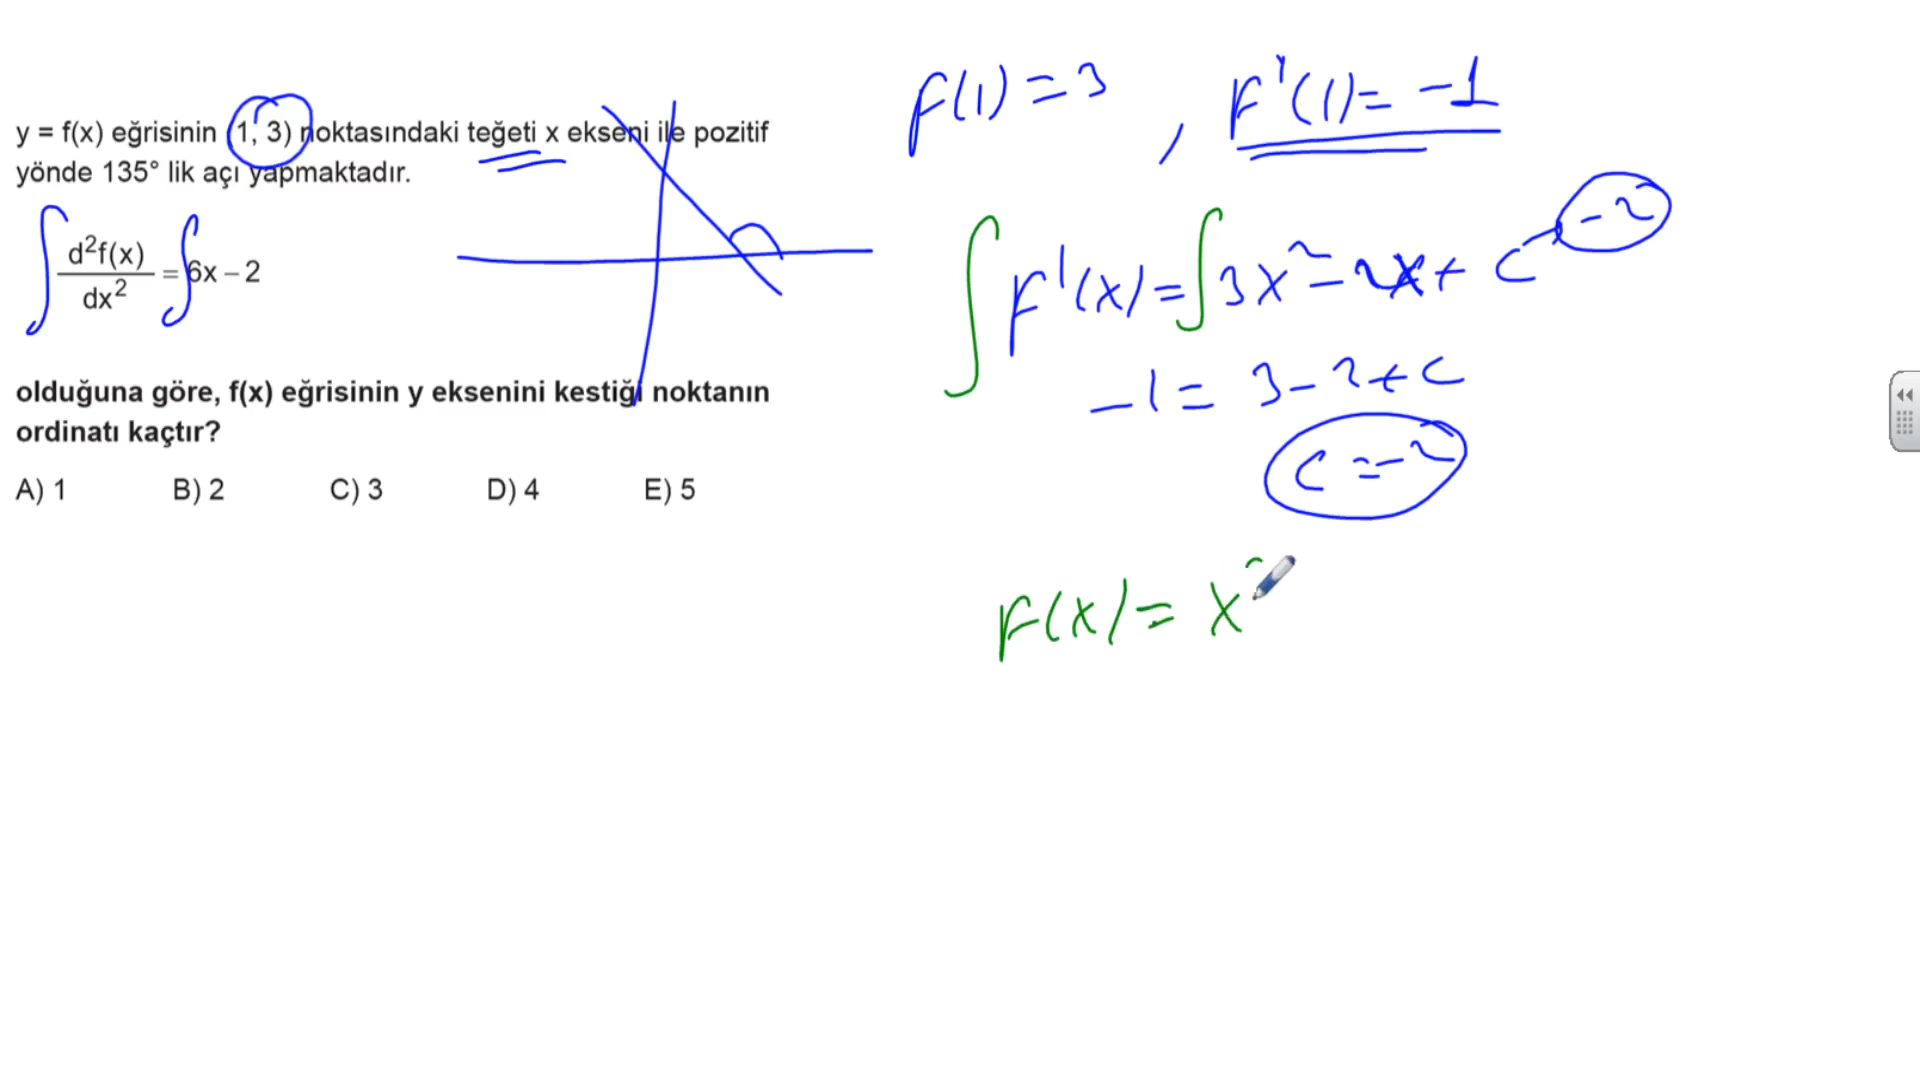 y = f(x) eğrisinin (1, 3) noktasındaki teğeti x ekseni ile pozitif
yönde 135° lik açı yapmaktadır.
∫ d²f(x)/dx² = ∫ 6x – 2
olduğuna göre, f(x) eğrisinin y eksenini kestiği noktanın
ordinatı kaçtır?
A) 1 B) 2 C) 3 D) 4 E) 5
F(1) = 3 , F'(1) = -1
∫ F'(x) = ∫ 3x² - 2x + c -2
-1 = 3 - 2 + c
c = -2
F(x) = x